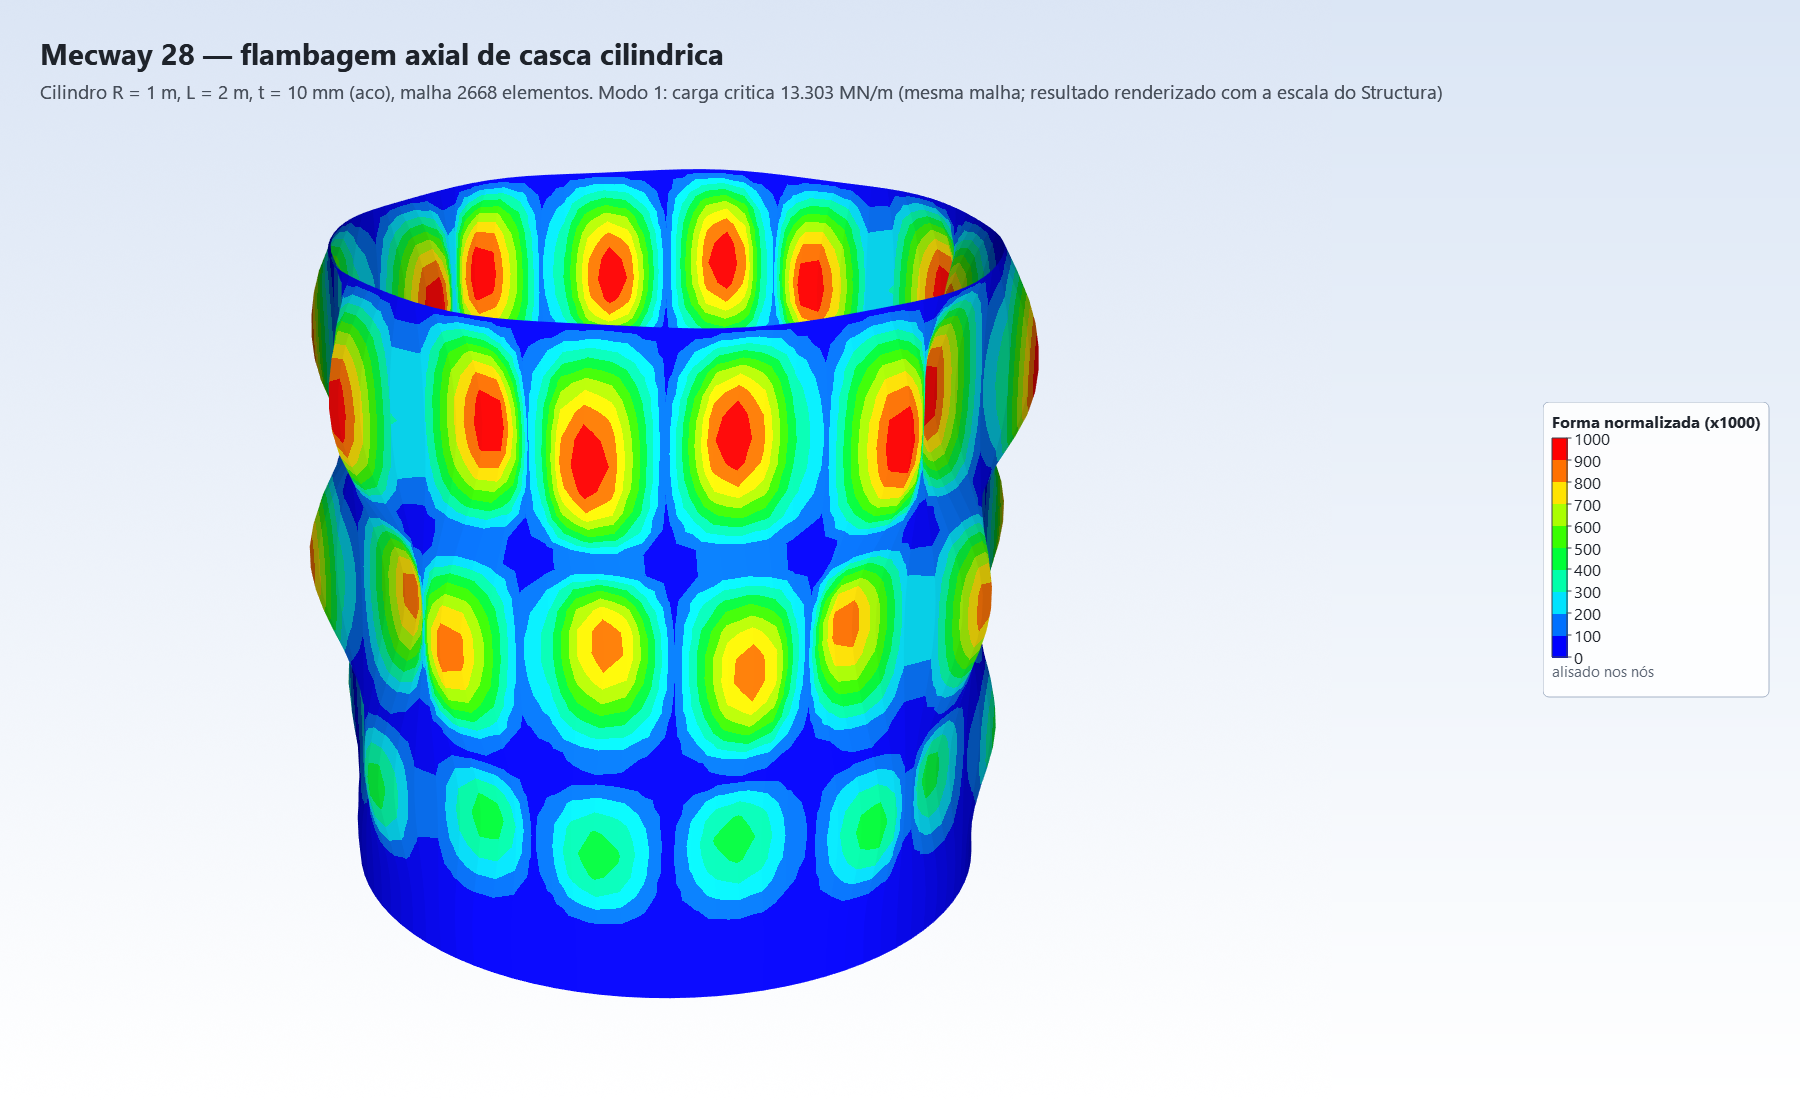 Mecway 28 — flambagem axial de casca cilindrica
Cilindro R = 1 m, L = 2 m, t = 10 mm (aco), malha 2668 elementos. Modo 1: carga critica 13.303 MN/m (mesma malha; resultado renderizado com a escala do Structura)
Forma normalizada (x1000)
1000
900
800
700
600
500
400
300
200
100
0
alisado nos nós